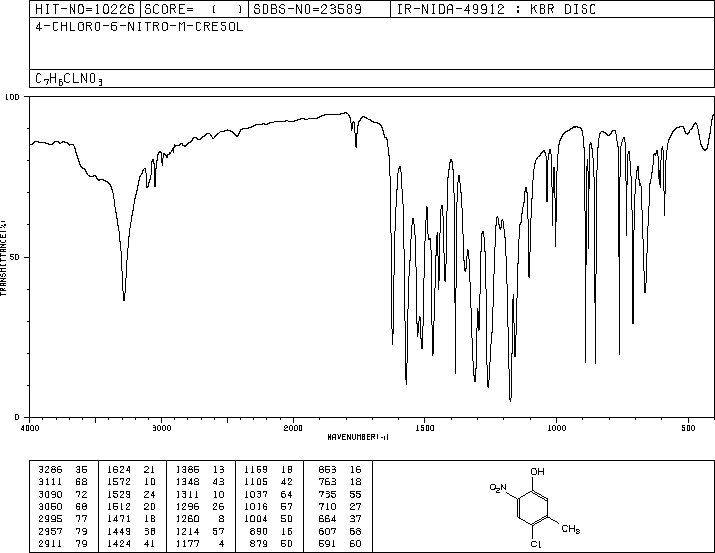 HIT-NO=10226 SCORE= ( ) SDBS-NO=23589 IR-NIDA-49912 : KBR DISC
4-CHLORO-6-NITRO-M-CRESOL
C7H6CLNO3
100
50
0
TRANSMITTANCE(%)
4000 3000 2000 1500 1000 500
WAVENUMBER(-1)
3286 35 1624 21 1386 13 1169 18 853 16
3111 68 1572 10 1348 43 1105 42 763 18
3090 72 1529 24 1311 10 1037 64 735 55
3060 68 1512 20 1296 26 1016 57 710 27
2995 77 1471 18 1260 8 1004 50 664 37
2957 79 1449 38 1214 57 890 16 607 68
2911 79 1424 41 1177 4 879 50 591 60
OH
O2N
CH3
Cl